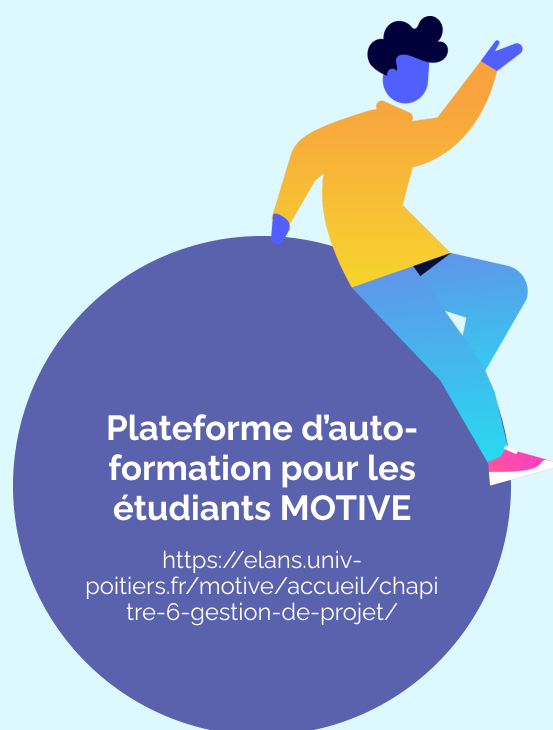 Plateforme d’auto-
formation pour les
étudiants MOTIVE
https://elans.univ-
poitiers.fr/motive/accueil/chapi
tre-6-gestion-de-projet/